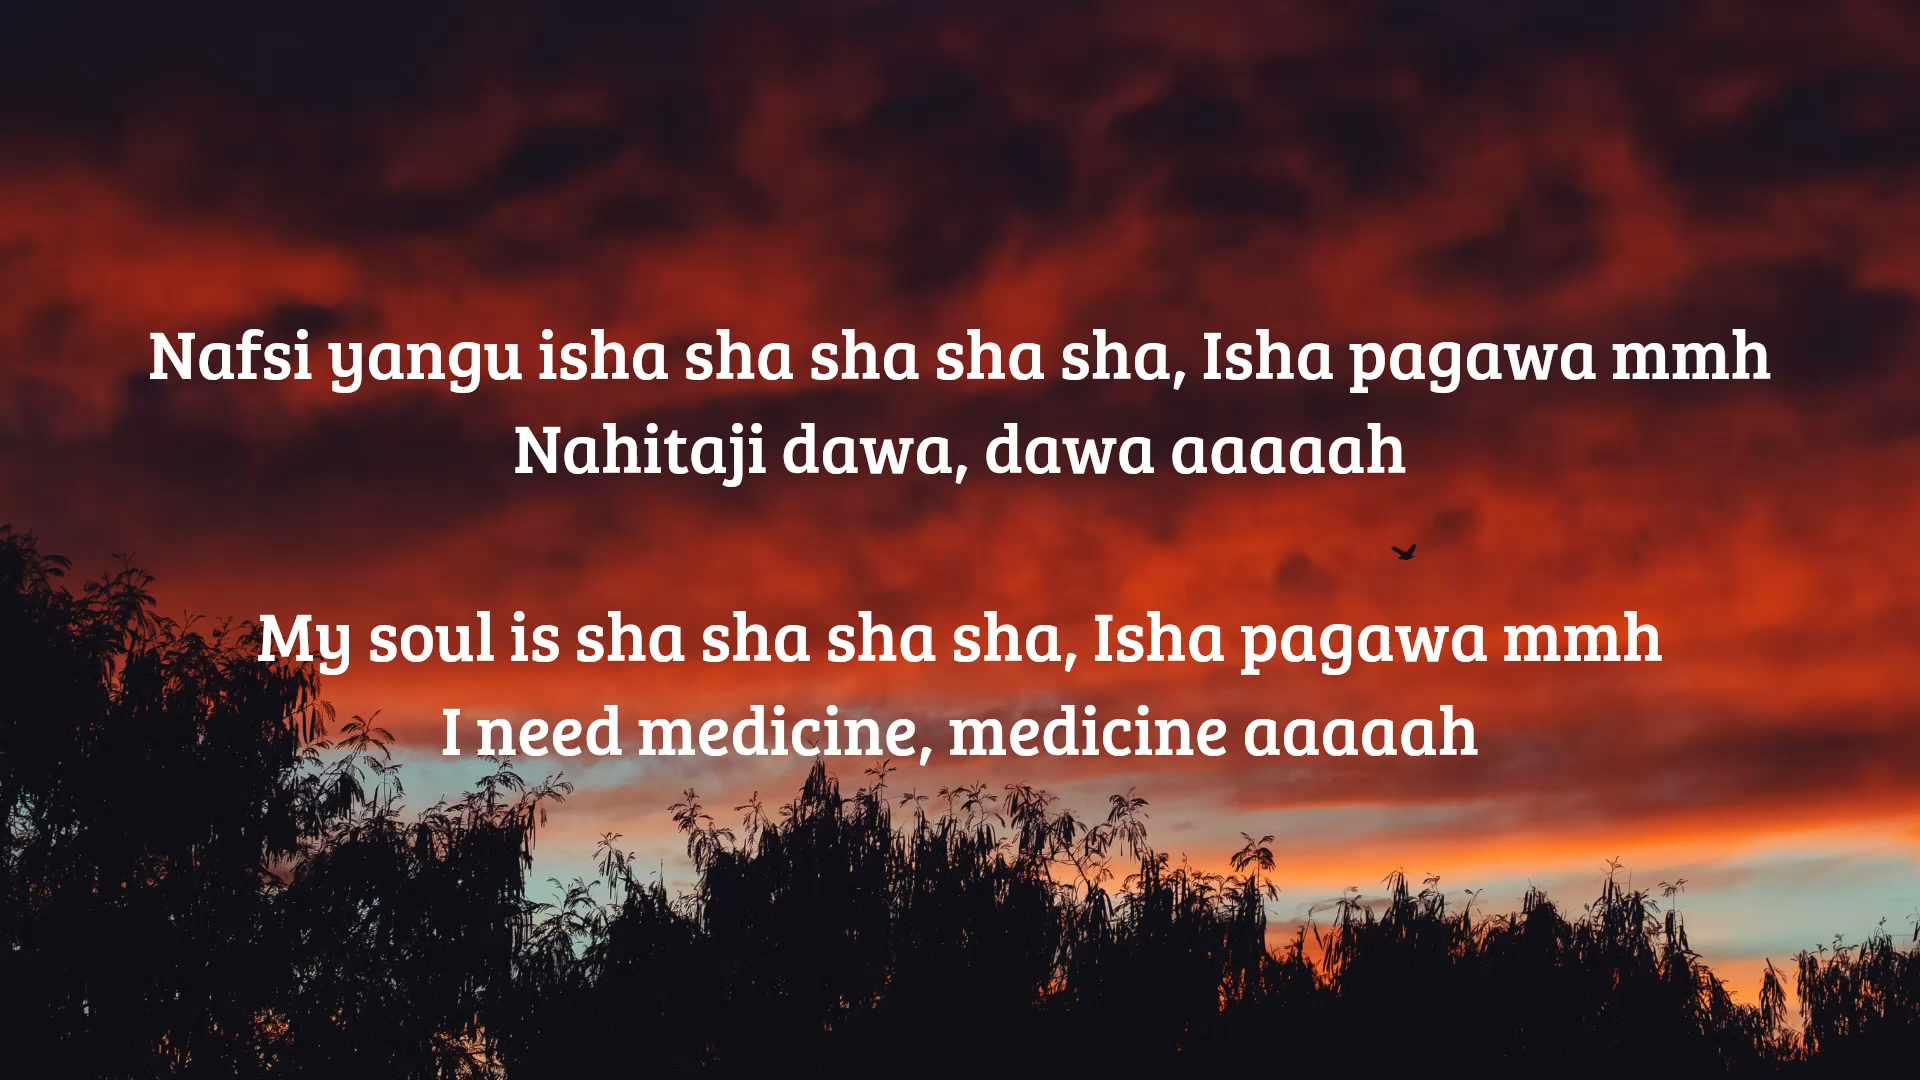 Nafsi yangu isha sha sha sha sha, Isha pagawa mmh
Nahitaji dawa, dawa aaaaah
My soul is sha sha sha sha, Isha pagawa mmh
I need medicine, medicine aaaaah